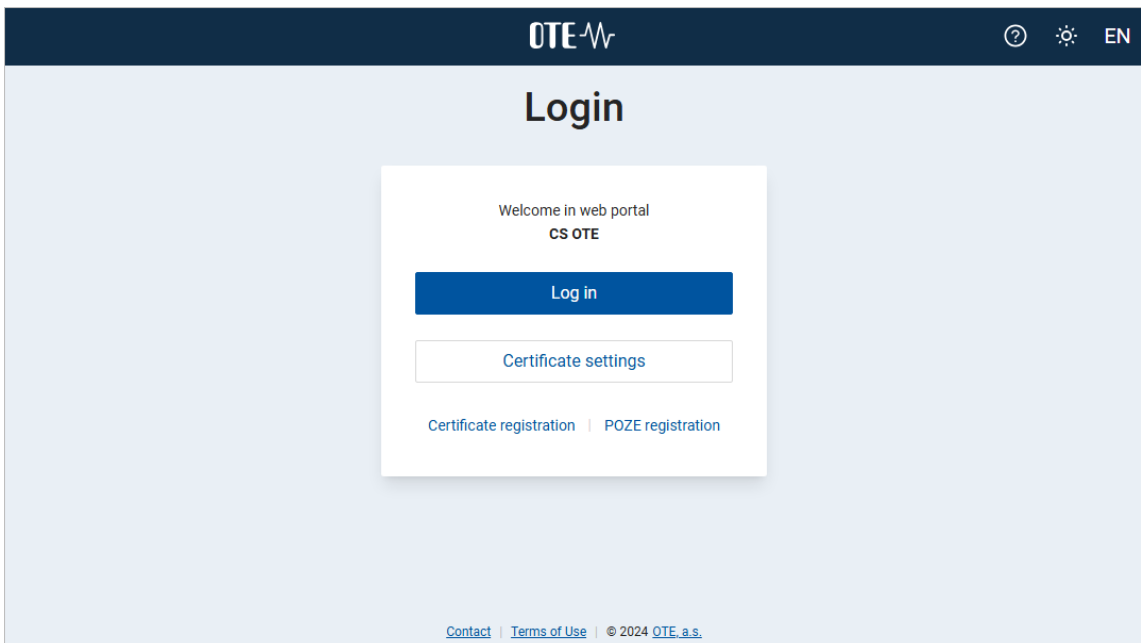 OTE
EN
Login
Welcome in web portal
CS OTE
Log in
Certificate settings
Certificate registration | POZE registration
Contact | Terms of Use | © 2024 OTE, a.s.